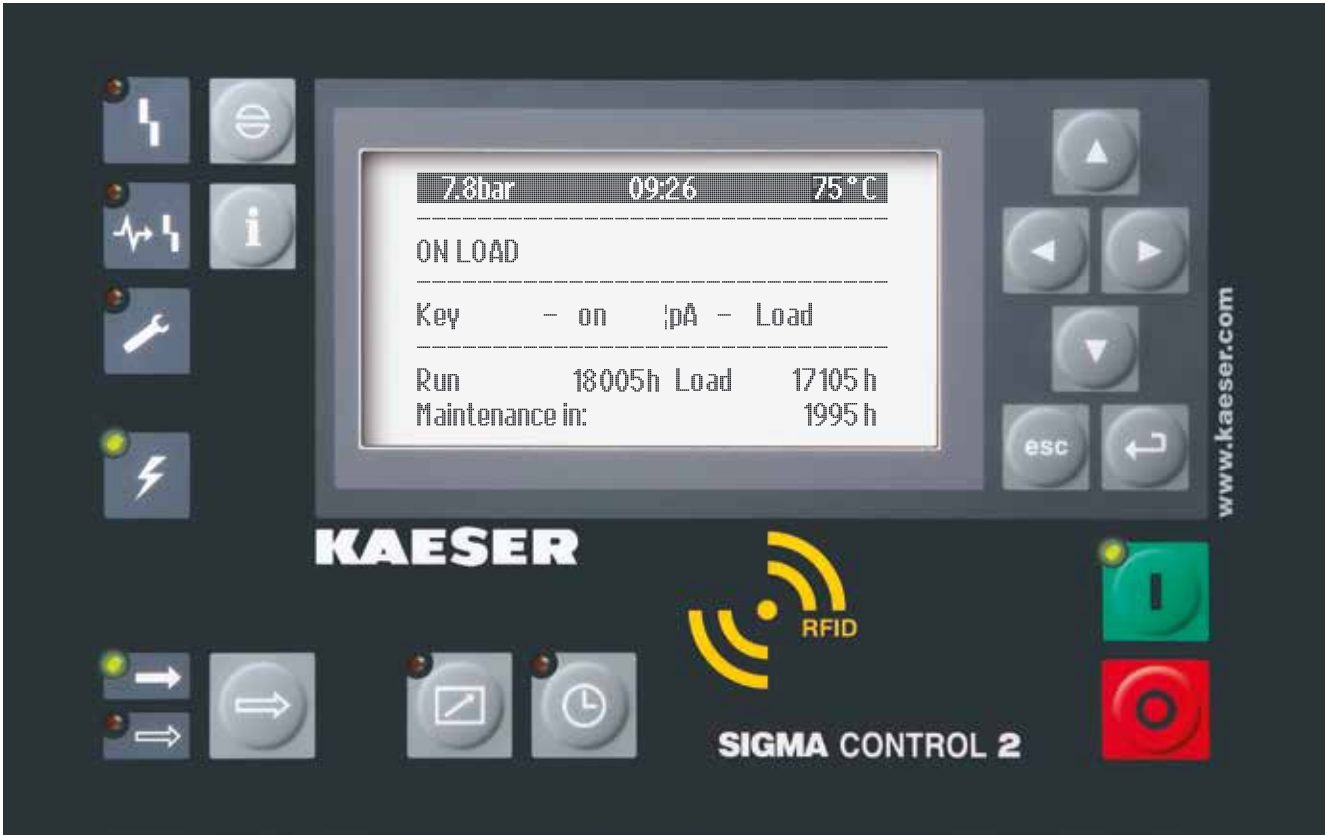 7.8bar 09:26 75°C
ON LOAD
Key - on ¦pA - Load
Run 18005h Load 17105h
Maintenance in: 1995h
esc
www.kaeser.com
KAESER
RFID
SIGMA CONTROL 2